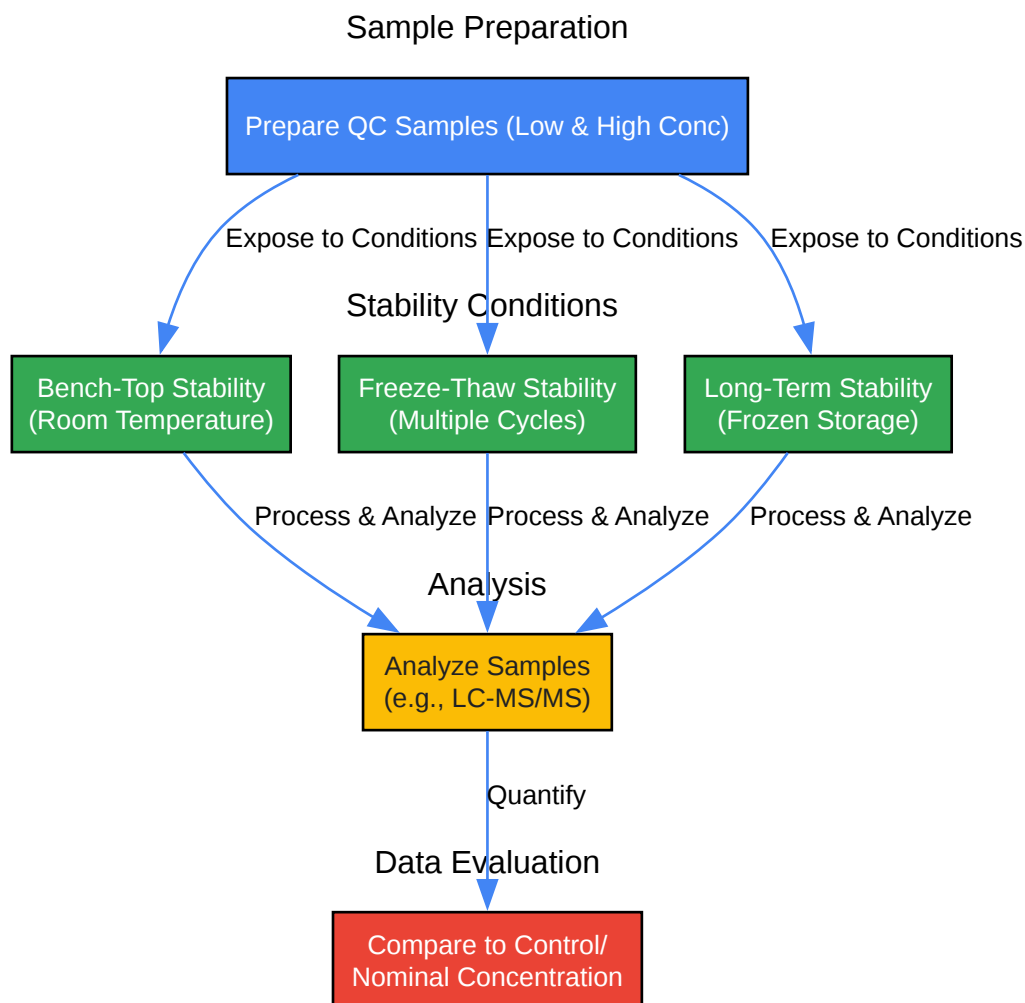 Sample Preparation
Prepare QC Samples (Low & High Conc)
Expose to Conditions
Expose to Conditions
Expose to Conditions
Stability Conditions
Bench-Top Stability
(Room Temperature)
Freeze-Thaw Stability
(Multiple Cycles)
Long-Term Stability
(Frozen Storage)
Process & Analyze
Process & Analyze
Process & Analyze
Analysis
Analyze Samples
(e.g., LC-MS/MS)
Quantify
Data Evaluation
Compare to Control/
Nominal Concentration